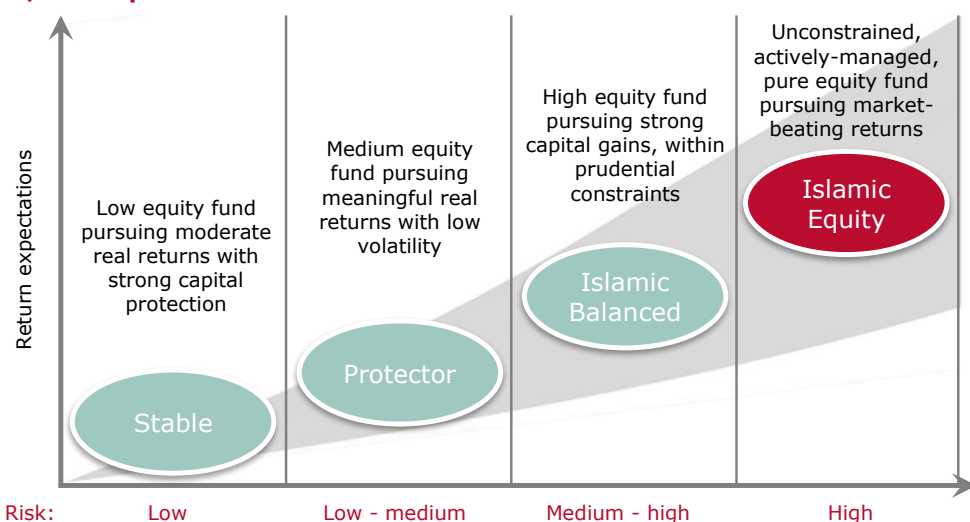 Return expectations
Low equity fund
pursuing moderate
real returns with
strong capital
protection
Stable
Medium equity
fund pursuing
meaningful real
returns with low
volatility
Protector
High equity fund
pursuing strong
capital gains, within
prudential
constraints
Islamic
Balanced
Unconstrained,
actively-managed,
pure equity fund
pursuing market-
beating returns
Islamic
Equity
Risk: Low Low - medium Medium - high High